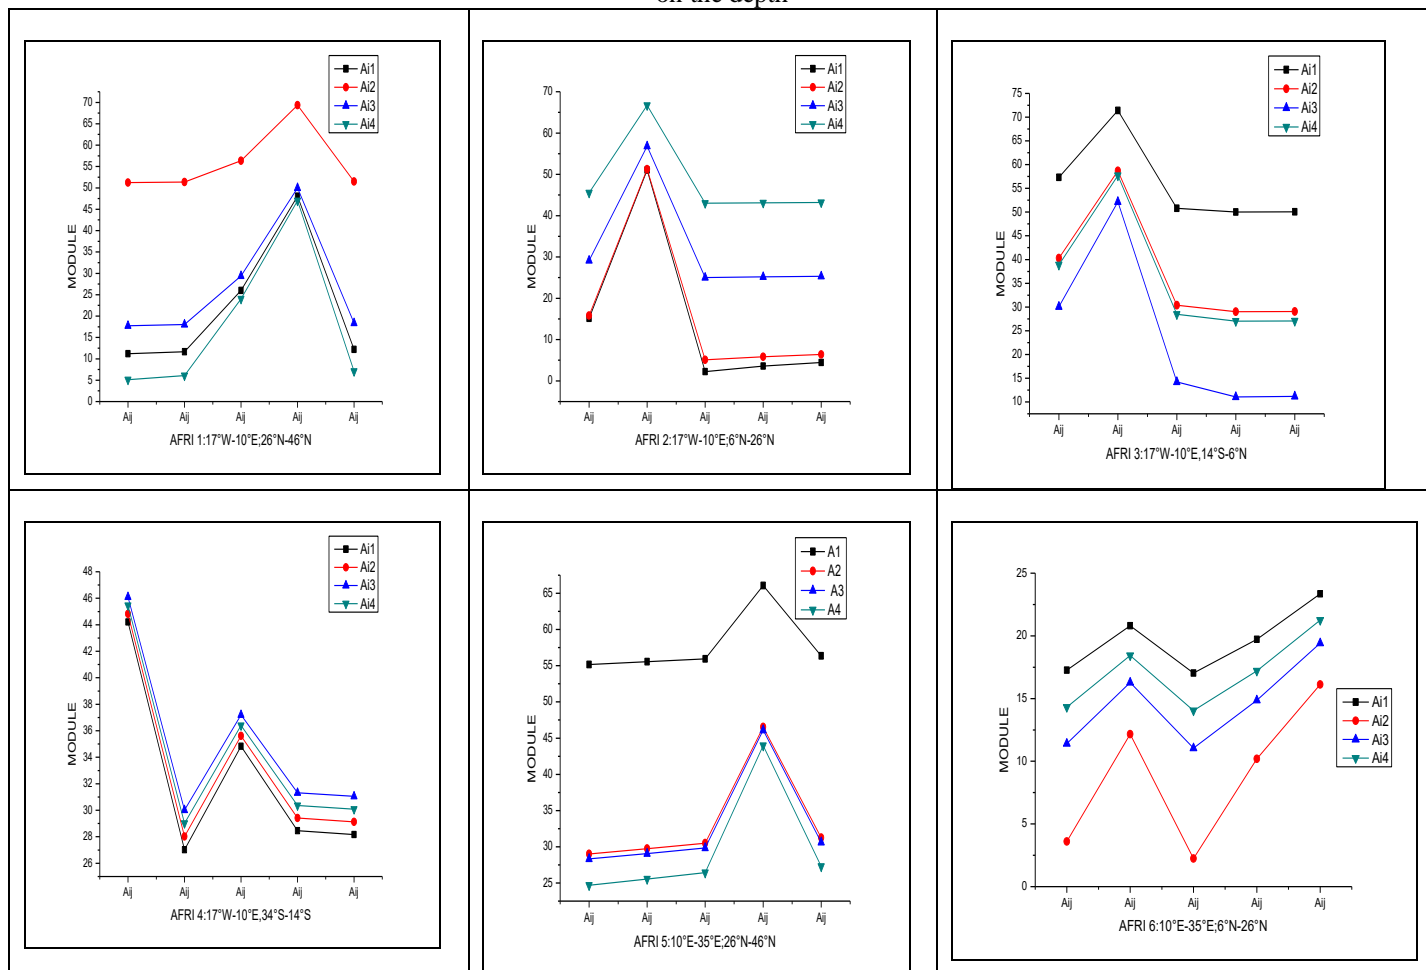 on the depth
Ai1
Ai2
Ai3
Ai4
70
65
60
55
50
45
40
35
30
25
20
15
10
5
0
MODULE
Aij Aij Aij Aij Aij
AFRI 1:17°W-10°E;26°N-46°N
Ai1
Ai2
Ai3
Ai4
70
60
50
40
30
20
10
0
MODULE
Aij Aij Aij Aij Aij
AFRI 2:17°W-10°E;6°N-26°N
Ai1
Ai2
Ai3
Ai4
75
70
65
60
55
50
45
40
35
30
25
20
15
10
MODULE
Aij Aij Aij Aij Aij
AFRI 3:17°W-10°E,14°S-6°N
Ai1
Ai2
Ai3
Ai4
48
46
44
42
40
38
36
34
32
30
28
26
MODULE
Aij Aij Aij Aij Aij
AFRI 4:17°W-10°E,34°S-14°S
A1
A2
A3
A4
65
60
55
50
45
40
35
30
25
MODULE
Aij Aij Aij Aij Aij
AFRI 5:10°E-35°E;26°N-46°N
25
20
15
10
5
0
MODULE
Ai1
Ai2
Ai3
Ai4
Aij Aij Aij Aij Aij
AFRI 6:10°E-35°E;6°N-26°N